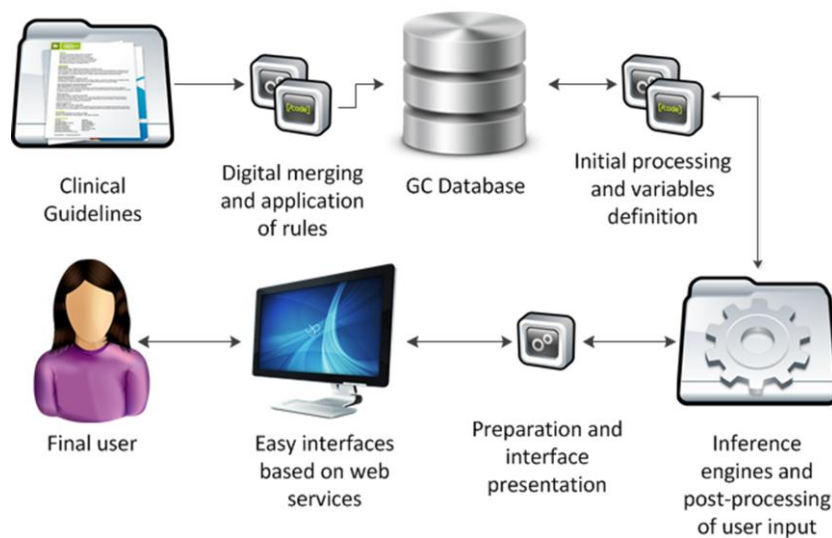 Clinical
Guidelines
Digital merging
and application
of rules
GC Database
Initial processing
and variables
definition
Final user
Easy interfaces
based on web
services
Preparation and
interface
presentation
Inference
engines and
post-processing
of user input